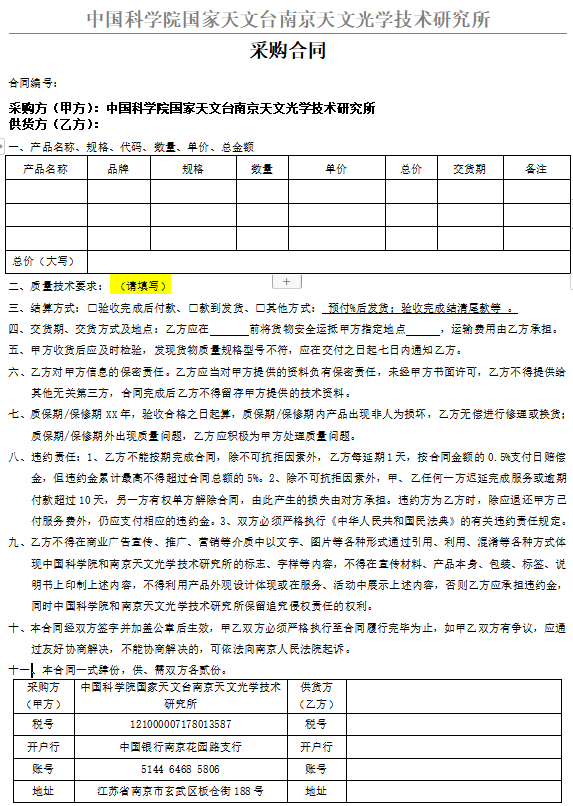 中国科学院国家天文台南京天文光学技术研究所
采购合同
合同编号：
采购方（甲方）：中国科学院国家天文台南京天文光学技术研究所
供货方（乙方）：
一、产品名称、规格、代码、数量、单价、总金额
产品名称 品牌 规格 数量 单价 总价 交货期 备注
总价（大写）
二、质量技术要求：（请填写）
三、结算方式：□验收完成后付款、□款到发货、□其他方式： 预付%后发货；验收完成结清尾款等 。
四、交货期、交货方式及地点：乙方应在______前将货物安全运抵甲方指定地点_____，运输费用由乙方承担。
五、甲方收货后应及时检验，发现货物质量规格型号不符，应在交付之日起七日内通知乙方。
六、乙方对甲方信息的保密责任。乙方应当对甲方提供的资料负有保密责任，未经甲方书面许可，乙方不得提供给
其他无关第三方，合同完成后乙方不得留存甲方提供的技术资料。
七、质保期/保修期 XX 年，验收合格之日起算，质保期/保修期内产品出现非人为损坏，乙方无偿进行修理或换货；
质保期/保修期外出现质量问题，乙方应积极为甲方处理质量问题。
八、违约责任：1、乙方不能按期完成合同，除不可抗拒因素外，乙方每延期 1 天，按合同金额的 0.5%支付日赔偿
金，但违约金累计最高不得超过合同总额的 5%。2、除不可抗拒因素外，甲、乙任何一方迟延完成服务或逾期
付款超过 10 天，另一方有权单方解除合同，由此产生的损失由对方承担。违约方为乙方时，除应退还甲方已
付服务费外，仍应支付相应的违约金。3、双方必须严格执行《中华人民共和国民法典》的有关违约责任规定。
九、乙方不得在商业广告宣传、推广、营销等介质中以文字、图片等各种形式通过引用、利用、混淆等各种方式体
现中国科学院和南京天文光学技术研究所的标志、字样等内容，不得在宣传材料、产品本身、包装、标签、说
明书上印制上述内容，不得利用产品外观设计体现或在服务、活动中展示上述内容，否则乙方应承担违约金，
同时中国科学院和南京天文光学技术研究所保留追究侵权责任的权利。
十、本合同经双方签字并加盖公章后生效，甲乙双方必须严格执行至合同履行完毕为止，如甲乙双方有争议，应通
过友好协商解决，不能协商解决的，可依法向南京人民法院起诉。
十一、本合同一式肆份，供、需双方各贰份。
采购方（甲方） 中国科学院国家天文台南京天文光学技术研究所 供货方（乙方）
税号 121000007178013587 税号
开户行 中国银行南京花园路支行 开户行
账号 5144 6468 5806 账号
地址 江苏省南京市玄武区板仓街 188 号 地址